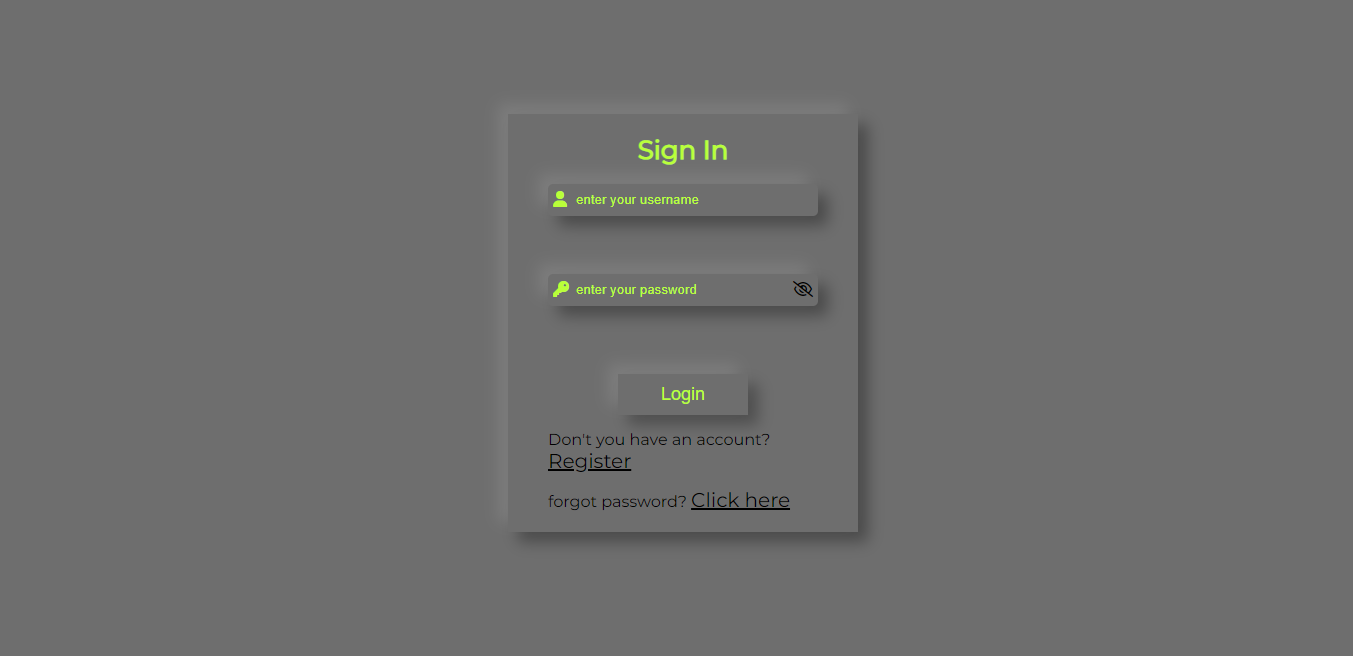 Sign In
enter your username
enter your password
Login
Don't you have an account?
Register
forgot password? Click here